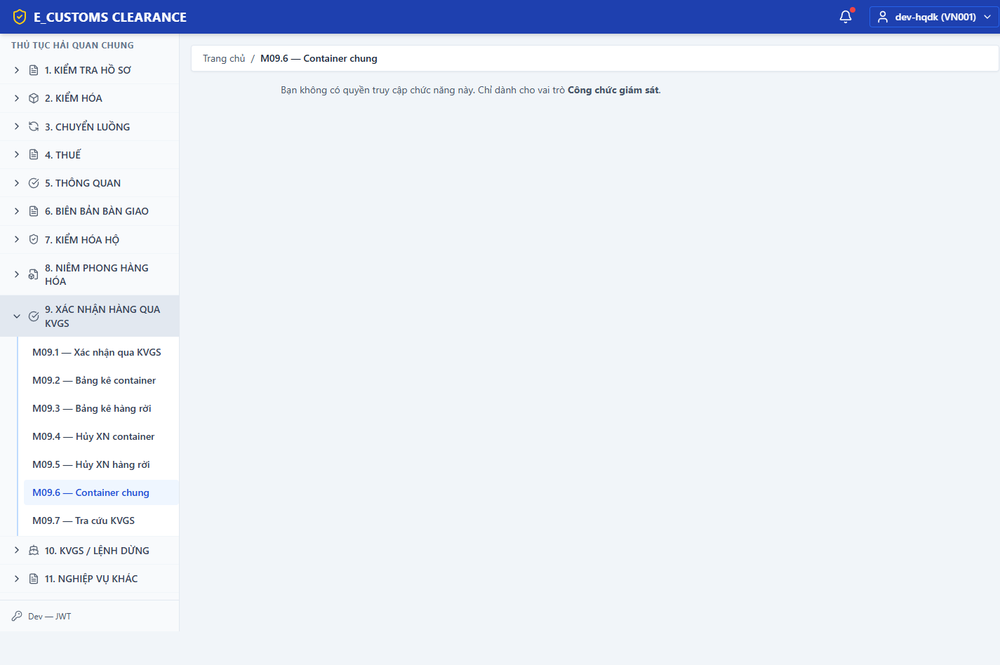 E_CUSTOMS CLEARANCE
dev-hqdk (VN001)
THỦ TỤC HẢI QUAN CHUNG
1. KIỂM TRA HỒ SƠ
2. KIỂM HÓA
3. CHUYỂN LUỒNG
4. THUẾ
5. THÔNG QUAN
6. BIÊN BẢN BÀN GIAO
7. KIỂM HÓA HỘ
8. NIÊM PHONG HÀNG
HÓA
9. XÁC NHẬN HÀNG QUA
KVGS
M09.1 — Xác nhận qua KVGS
M09.2 — Bảng kê container
M09.3 — Bảng kê hàng rời
M09.4 — Hủy XN container
M09.5 — Hủy XN hàng rời
M09.6 — Container chung
M09.7 — Tra cứu KVGS
10. KVGS / LỆNH DỪNG
11. NGHIỆP VỤ KHÁC
Dev — JWT
Trang chủ / M09.6 — Container chung
Bạn không có quyền truy cập chức năng này. Chỉ dành cho vai trò Công chức giám sát.